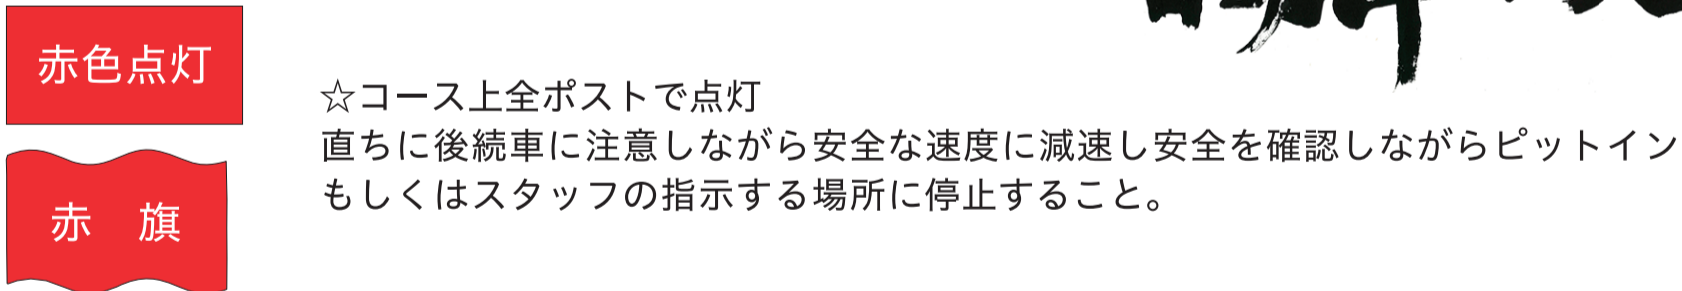 赤色点灯
☆コース上全ポストで点灯
直ちに後続車に注意しながら安全な速度に減速し安全を確認しながらピットイン
もしくはスタッフの指示する場所に停止すること。
赤　旗